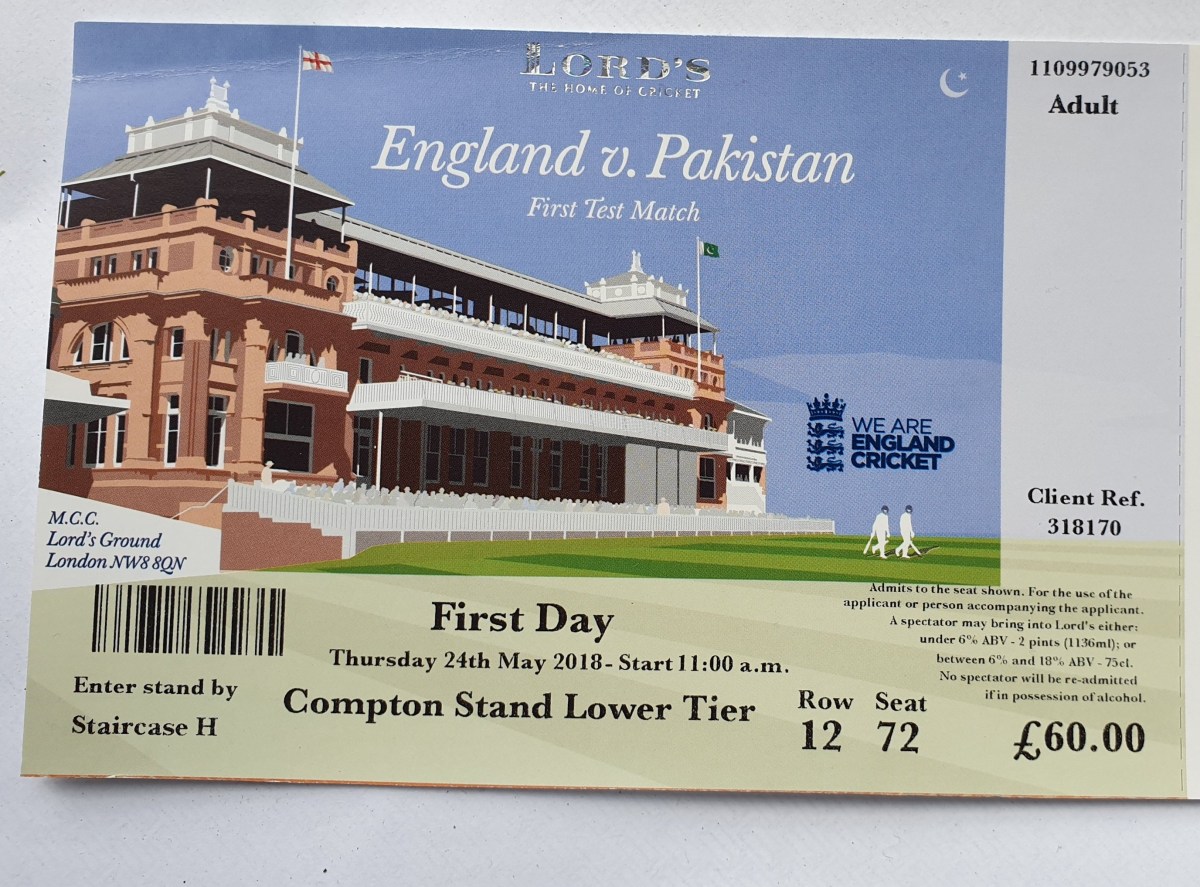 LORD'S
THE HOME OF CRICKET
England v. Pakistan
First Test Match
1109979053
Adult
WE ARE
ENGLAND
CRICKET
Client Ref.
318170
M.C.C.
Lord's Ground
London NW8 8QN
First Day
Thursday 24th May 2018 - Start 11:00 a.m.
Enter stand by
Staircase H
Compton Stand Lower Tier
Row Seat
12 72
Admits to the seat shown. For the use of the
applicant or person accompanying the applicant.
A spectator may bring into Lord's either:
under 6% ABV - 2 pints (1136ml); or
between 6% and 18% ABV - 75cl.
No spectator will be re-admitted
if in possession of alcohol.
£60.00